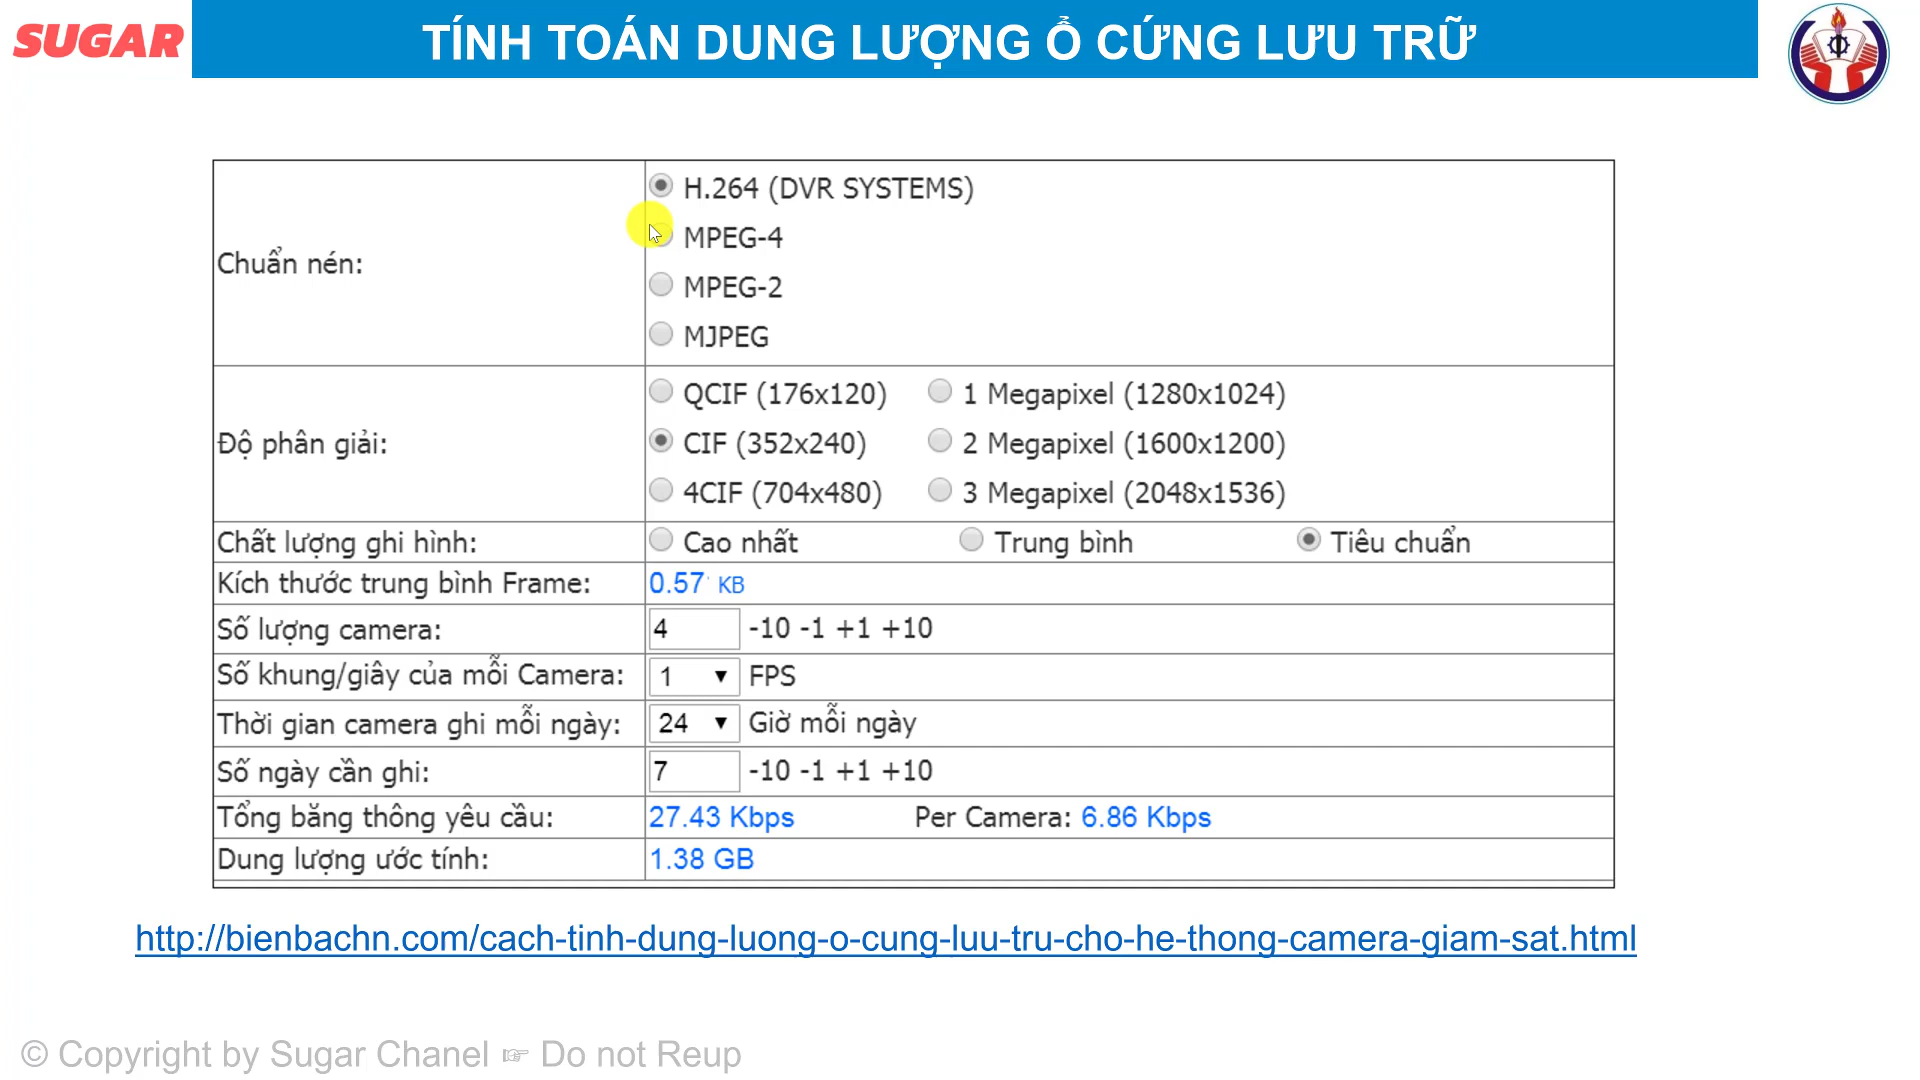 SUGAR
TÍNH TOÁN DUNG LƯỢNG Ổ CỨNG LƯU TRỮ
Chuẩn nén:
H.264 (DVR SYSTEMS)
MPEG-4
MPEG-2
MJPEG
Độ phân giải:
QCIF (176x120) 1 Megapixel (1280x1024)
CIF (352x240) 2 Megapixel (1600x1200)
4CIF (704x480) 3 Megapixel (2048x1536)
Chất lượng ghi hình: Cao nhất Trung bình Tiêu chuẩn
Kích thước trung bình Frame: 0.57 KB
Số lượng camera: 4 -10 -1 +1 +10
Số khung/giây của mỗi Camera: 1 FPS
Thời gian camera ghi mỗi ngày: 24 Giờ mỗi ngày
Số ngày cần ghi: 7 -10 -1 +1 +10
Tổng băng thông yêu cầu: 27.43 Kbps Per Camera: 6.86 Kbps
Dung lượng ước tính: 1.38 GB
http://bienbachn.com/cach-tinh-dung-luong-o-cung-luu-tru-cho-he-thong-camera-giam-sat.html
© Copyright by Sugar Chanel ☞ Do not Reup